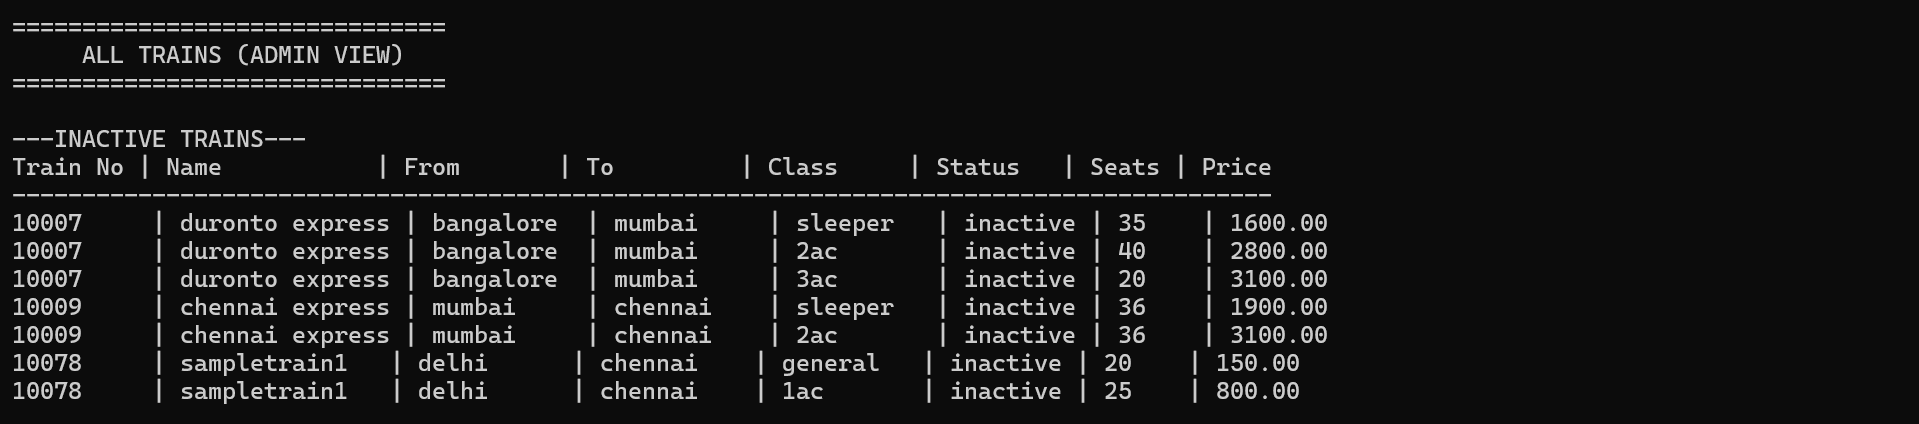 ===============================
     ALL TRAINS (ADMIN VIEW)
===============================

---INACTIVE TRAINS---
Train No | Name           | From       | To         | Class     | Status   | Seats | Price
------------------------------------------------------------------------------------------
10007     | duronto express | bangalore  | mumbai     | sleeper   | inactive | 35    | 1600.00
10007     | duronto express | bangalore  | mumbai     | 2ac       | inactive | 40    | 2800.00
10007     | duronto express | bangalore  | mumbai     | 3ac       | inactive | 20    | 3100.00
10009     | chennai express | mumbai     | chennai    | sleeper   | inactive | 36    | 1900.00
10009     | chennai express | mumbai     | chennai    | 2ac       | inactive | 36    | 3100.00
10078     | sampletrain1   | delhi      | chennai    | general   | inactive | 20    | 150.00
10078     | sampletrain1   | delhi      | chennai    | 1ac       | inactive | 25    | 800.00